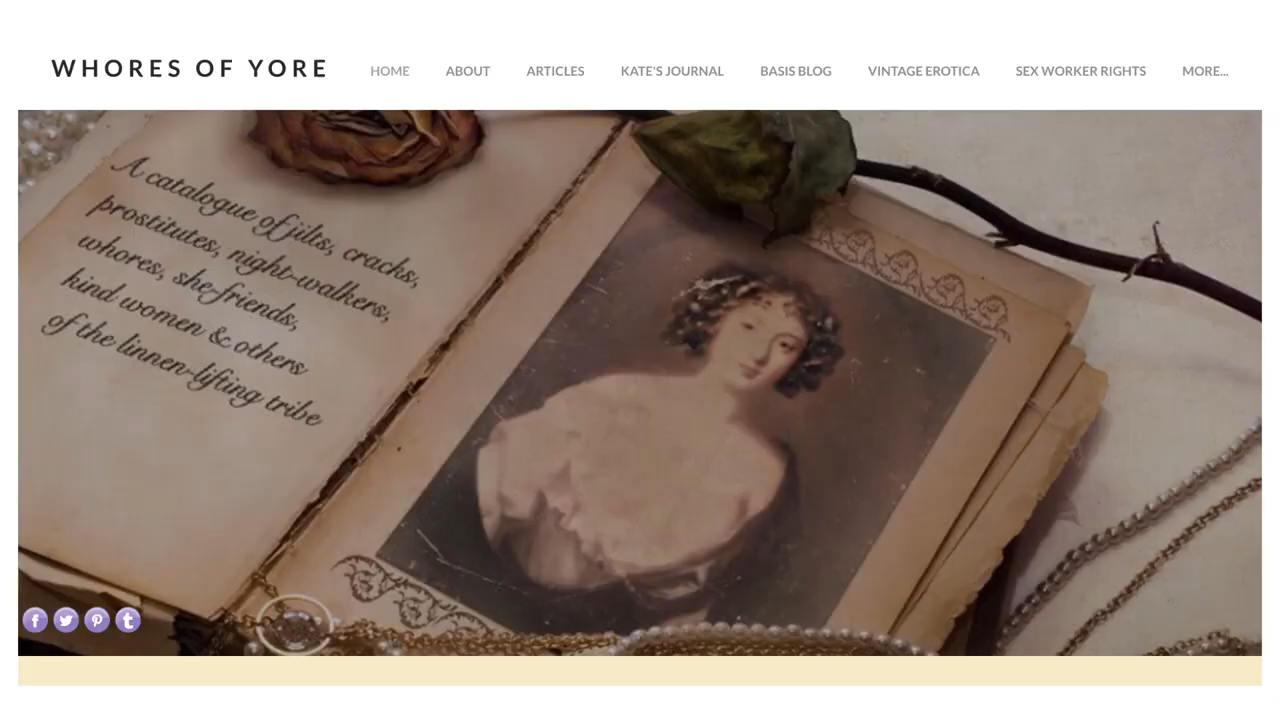 WHORES OF YORE
HOME
ABOUT
ARTICLES
KATE'S JOURNAL
BASIS BLOG
VINTAGE EROTICA
SEX WORKER RIGHTS
MORE...
A catalogue of jilts, cracks,
prostitutes, night-walkers,
whores, she-friends,
kind women & others
of the linnen-lifting tribe